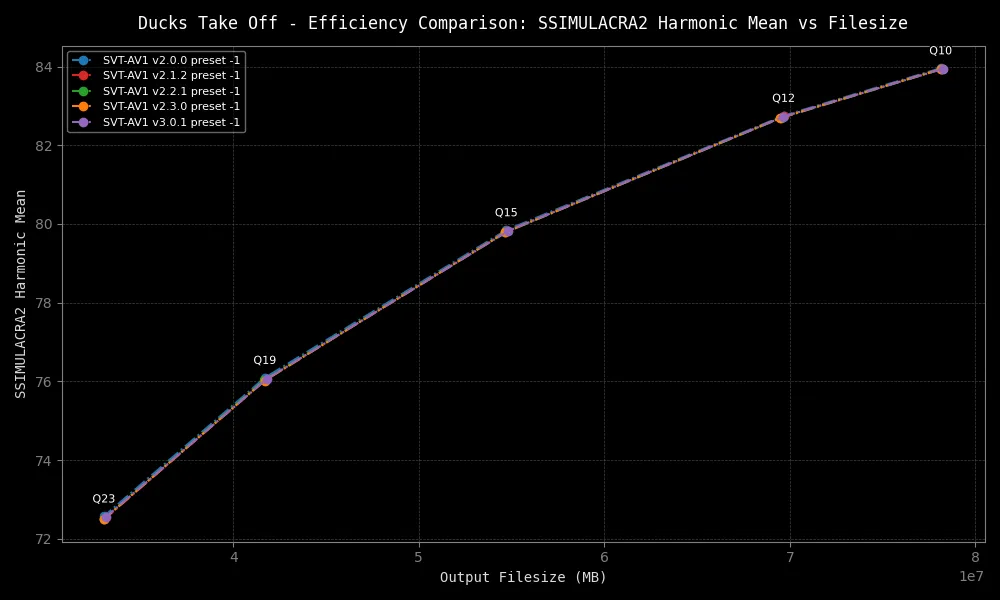 Ducks Take Off - Efficiency Comparison: SSIMULACRA2 Harmonic Mean vs Filesize
SVT-AV1 v2.0.0 preset -1
SVT-AV1 v2.1.2 preset -1
SVT-AV1 v2.2.1 preset -1
SVT-AV1 v2.3.0 preset -1
SVT-AV1 v3.0.1 preset -1
Q10
Q12
Q15
Q19
Q23
84
82
80
78
76
74
72
SSIMULACRA2 Harmonic Mean
4 5 6 7 8
1e7
Output Filesize (MB)